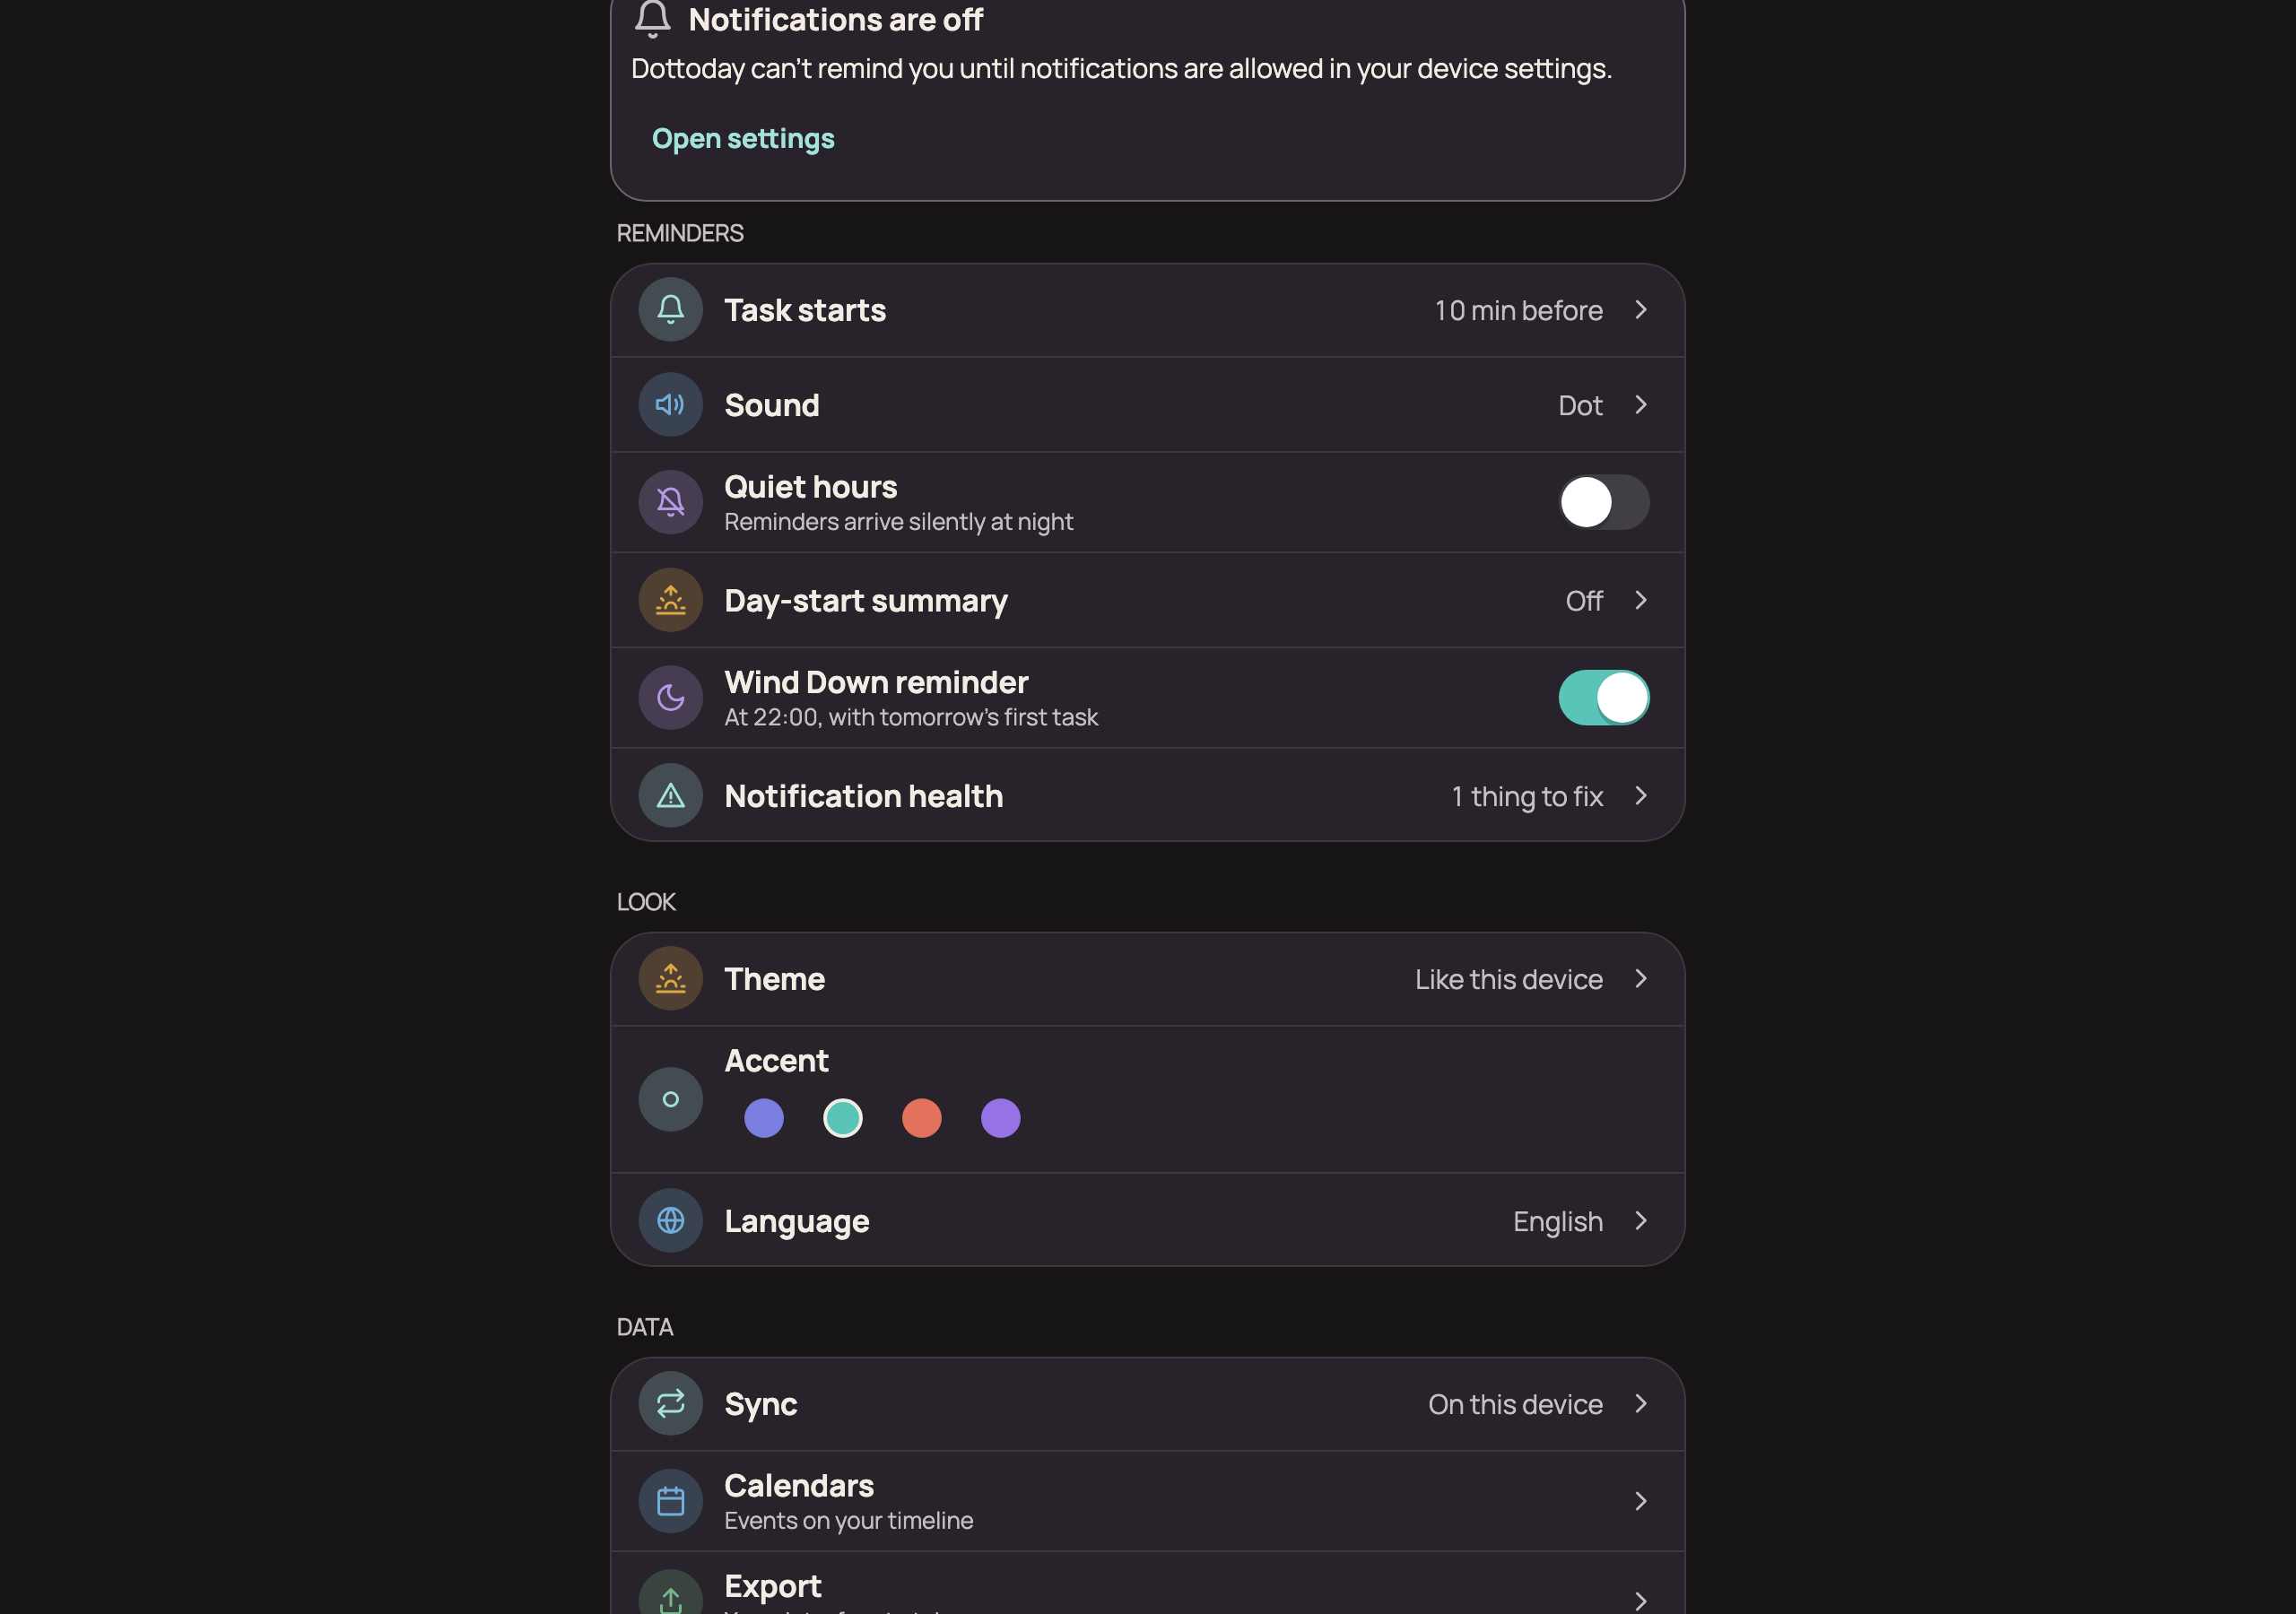 Notifications are off
Dottoday can't remind you until notifications are allowed in your device settings.
Open settings
REMINDERS
Task starts
10 min before
Sound
Dot
Quiet hours
Reminders arrive silently at night
Day-start summary
Off
Wind Down reminder
At 22:00, with tomorrow's first task
Notification health
1 thing to fix
LOOK
Theme
Like this device
Accent
Language
English
DATA
Sync
On this device
Calendars
Events on your timeline
Export